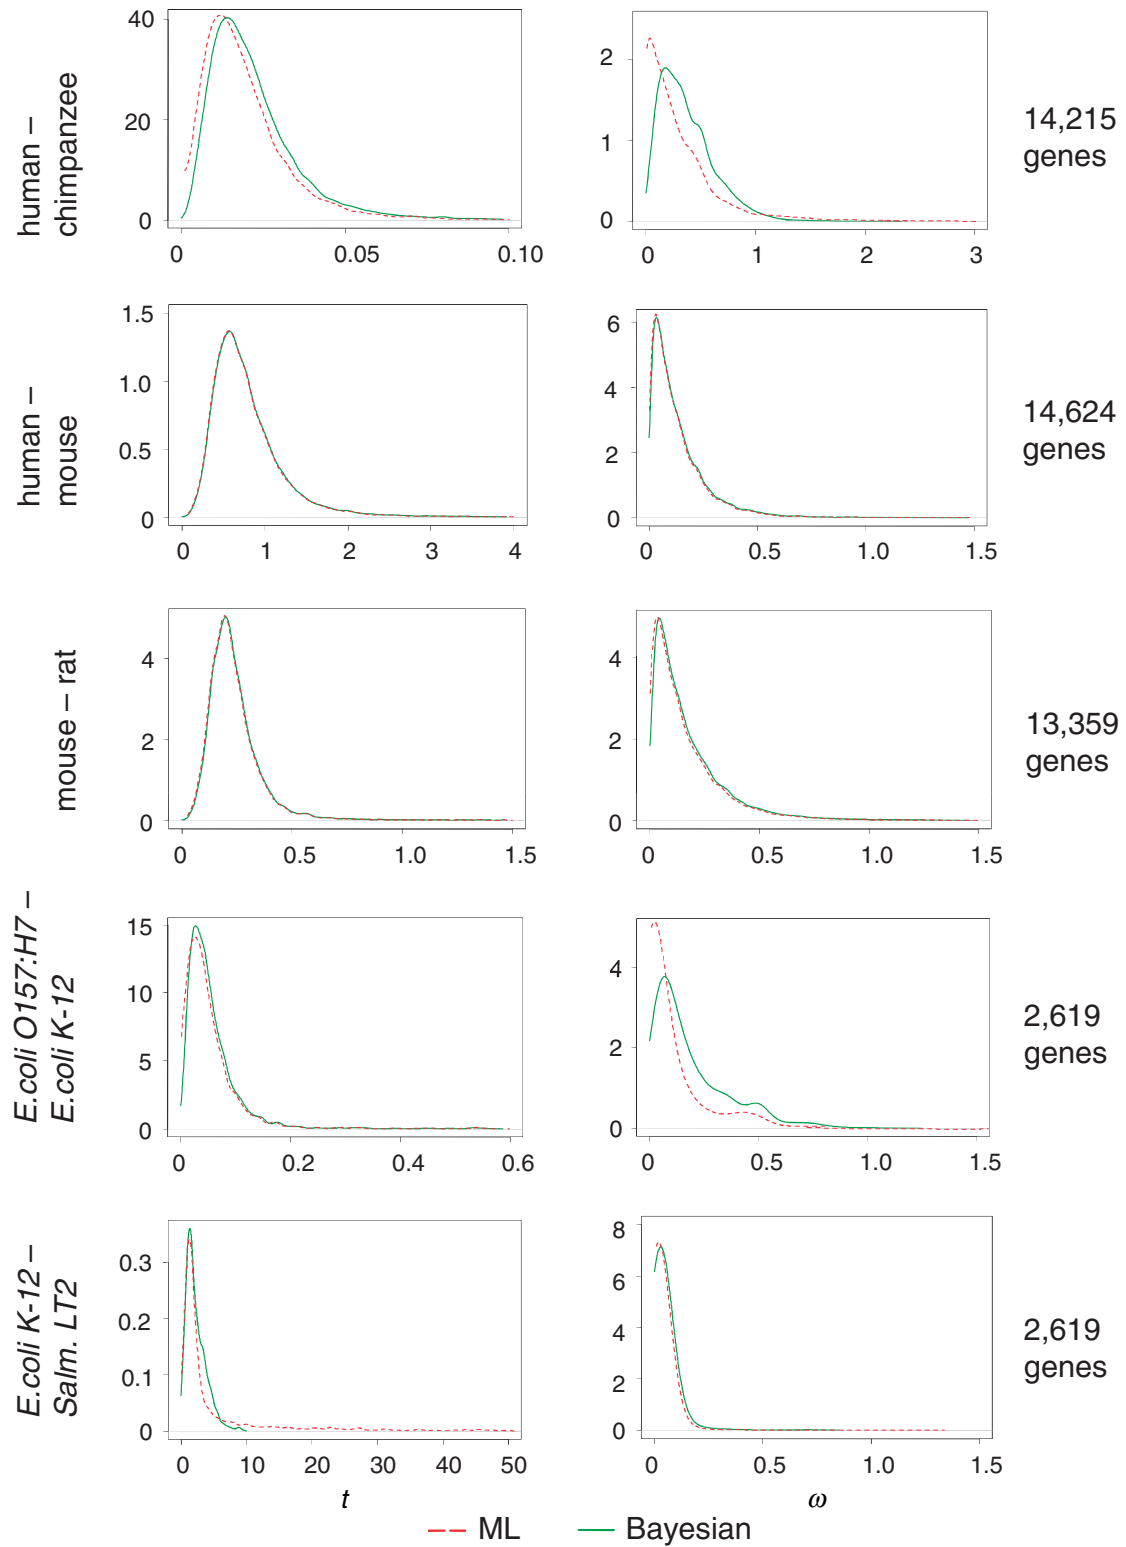 human –
chimpanzee
40
20
0
0 0.05 0.10
2
1
0
0 1 2 3
14,215
genes
human –
mouse
1.5
1.0
0.5
0
0 1 2 3 4
6
4
2
0
0 0.5 1.0 1.5
14,624
genes
mouse – rat
4
2
0
0 0.5 1.0 1.5
4
2
0
0 0.5 1.0 1.5
13,359
genes
E.coli O157:H7 –
E.coli K-12
15
10
5
0
0 0.2 0.4 0.6
4
2
0
0 0.5 1.0 1.5
2,619
genes
E.coli K-12 –
Salm. LT2
0.3
0.2
0.1
0
0 10 20 30 40 50
t
8
6
4
2
0
0 0.5 1.0 1.5
ω
2,619
genes
ML Bayesian